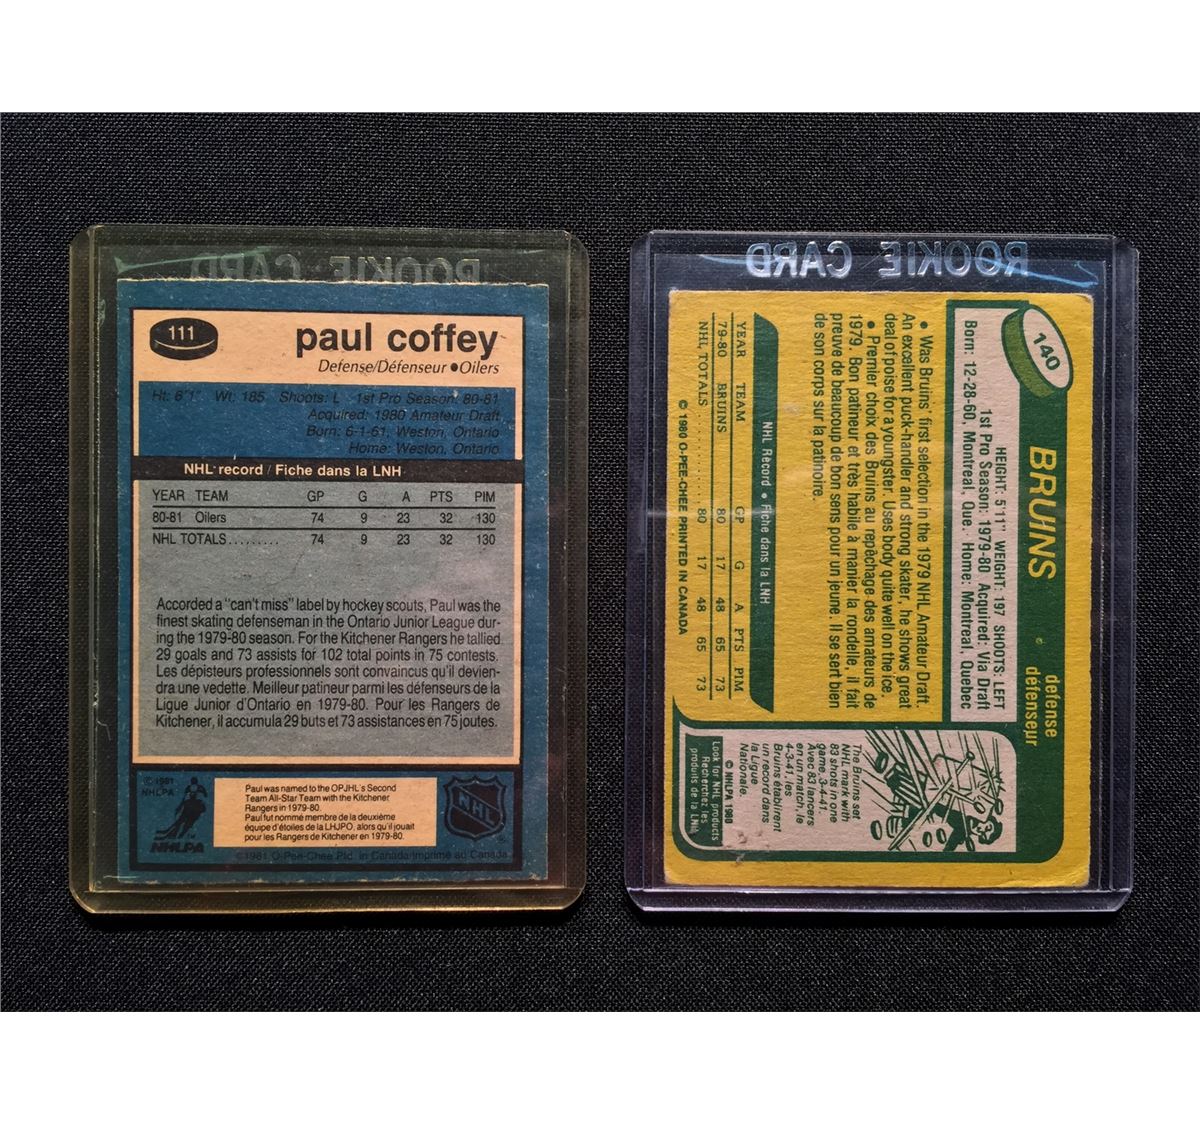 ROOKIE CARD
111
paul coffey
Defense/Défenseur ●Oilers
Ht: 6'1" Wt: 185 Shoots: L 1st Pro Season: 80-81
Acquired: 1980 Amateur Draft
Born: 6-1-61, Weston, Ontario
Home: Weston, Ontario
NHL record / Fiche dans la LNH
YEAR TEAM GP G A PTS PIM
80-81 Oilers 74 9 23 32 130
NHL TOTALS......... 74 9 23 32 130
Accorded a "can't miss" label by hockey scouts, Paul was the
finest skating defenseman in the Ontario Junior League dur-
ing the 1979-80 season. For the Kitchener Rangers he tallied
29 goals and 73 assists for 102 total points in 75 contests.
Les dépisteurs professionnels sont convaincus qu'il devien-
dra une vedette. Meilleur patineur parmi les défenseurs de la
Ligue Junior d'Ontario en 1979-80. Pour les Rangers de
Kitchener, il accumula 29 buts et 73 assistances en 75 joutes.
© 1981
NHLPA
NHLPA
Paul was named to the OPJHL's Second
Team All-Star Team with the Kitchener
Rangers in 1979-80.
Paul fut nommé membre de la deuxième
équipe d'étoiles de la LHJPO, alors qu'il jouait
pour les Rangers de Kitchener en 1979-80.
NHL
©1981 O-Pee-Chee Ptd. in Canada/Imprimé au Canada
ROOKIE CARD
140
BRUINS
defense
défenseur
HEIGHT: 5'11" WEIGHT: 197 SHOOTS: LEFT
1st Pro Season: 1979-80 Acquired: Via Draft
Born: 12-28-60, Montreal, Que. · Home: Montreal, Quebec
• Was Bruins' first selection in the 1979 NHL Amateur Draft.
An excellent puck-handler and strong skater, he shows great
deal of poise for a youngster. Uses body quite well on the ice.
• Premier choix des Bruins au repêchage des amateurs de
1979. Bon patineur et très habile à manier la rondelle, il fait
preuve de beaucoup de bon sens pour un jeune. Il se sert bien
de son corps sur la patinoire.
NHL Record • Fiche dans la LNH
YEAR TEAM GP G A PTS PIM
79-80 BRUINS 80 17 48 65 73
NHL TOTALS...... 80 17 48 65 73
© 1980 O-PEE-CHEE PRINTED IN CANADA
The Bruins set
NHL mark with
83 shots in one
game, 3-4-41.
Avec 83 lancers
en un match, le
4-3-41, les
Bruins établirent
un record dans
la Ligue
Nationale.
© NHLPA 1980
Look for NHL products
Recherchez les
produits de la LNH